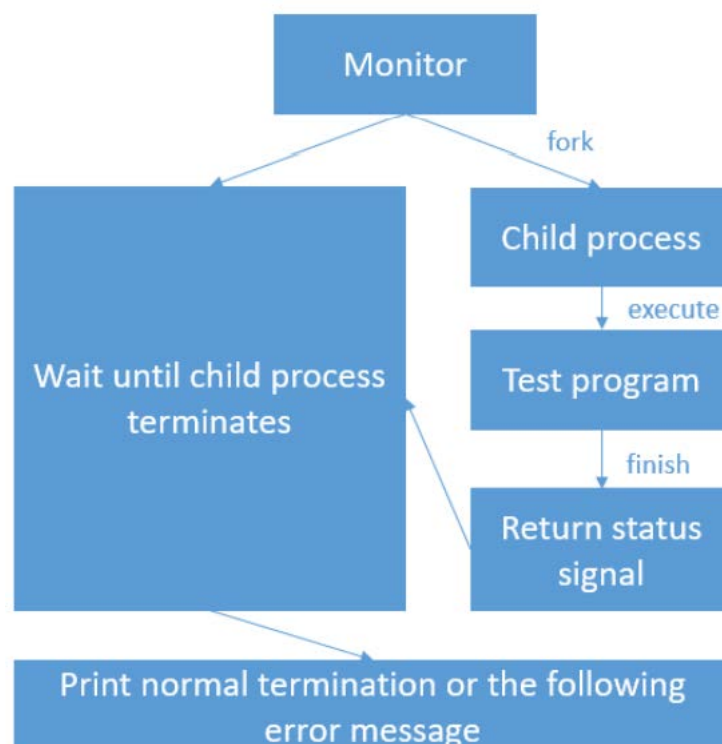 Monitor
fork
Child process
execute
Wait until child process
terminates
Test program
finish
Return status
signal
Print normal termination or the following
error message